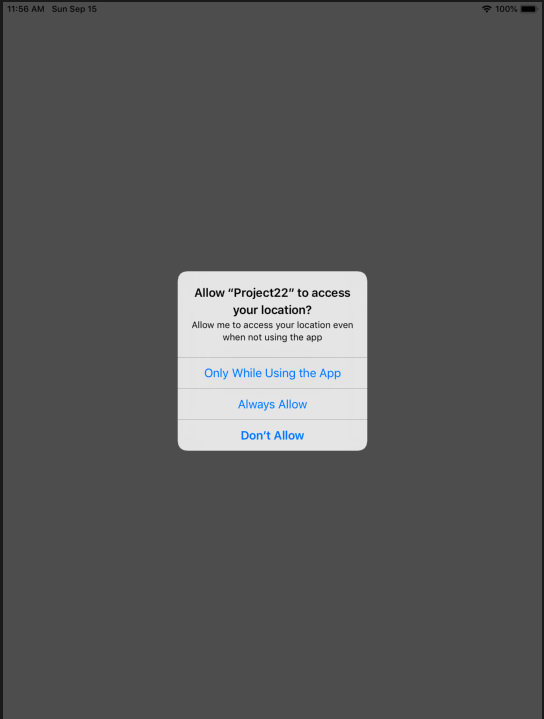 11:56 AM Sun Sep 15 100%
Allow “Project22” to access
your location?
Allow me to access your location even
when not using the app
Only While Using the App
Always Allow
Don’t Allow